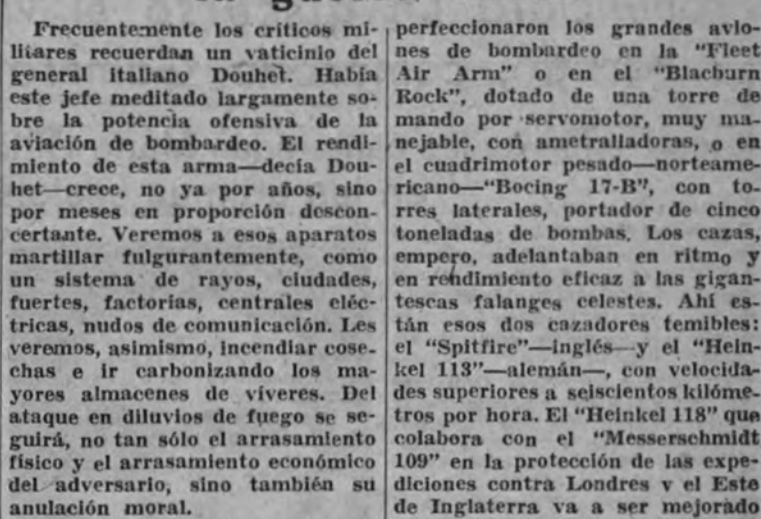 Frecuentemente los críticos mi-
litares recuerdan un vaticinio del
general italiano Douhet. Había
este jefe meditado largamente so-
bre la potencia ofensiva de la
aviación de bombardeo. El rendi-
miento de esta arma—decía Dou-
het—crece, no ya por años, sino
por meses en proporción descon-
certante. Veremos a esos aparatos
martillar fulgurantemente, como
un sistema de rayos, ciudades,
fuertes, factorías, centrales eléc-
tricas, nudos de comunicación. Les
veremos, asimismo, incendiar cose-
chas e ir carbonizando los ma-
yores almacenes de víveres. Del
ataque en diluvios de fuego se se-
guirá, no tan sólo el arrasamiento
físico y el arrasamiento económico
del adversario, sino también su
anulación moral.
perfeccionaron los grandes avio-
nes de bombardeo en la "Fleet
Air Arm" o en el "Blacburn
Rock", dotado de una torre de
mando por servomotor, muy ma-
nejable, con ametralladoras, o en
el cuadrimotor pesado—norteame-
ricano—"Boeing 17-B", con to-
rres laterales, portador de cinco
toneladas de bombas. Los cazas,
empero, adelantaban en ritmo y
en rendimiento eficaz a las gigan-
tescas falanges celestes. Ahí es-
tán esos dos cazadores temibles:
el "Spitfire"—inglés—y el "Hein-
kel 113"—alemán—, con velocida-
des superiores a seiscientos kilóme-
tros por hora. El "Heinkel 118" que
colabora con el "Messerschmidt
109" en la protección de las expe-
diciones contra Londres y el Este
de Inglaterra va a ser mejorado